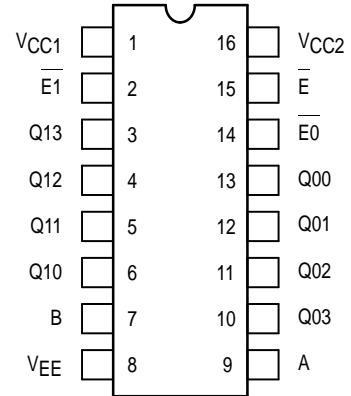 VCC1 1 16 VCC2
E1 2 15 E
Q13 3 14 E0
Q12 4 13 Q00
Q11 5 12 Q01
Q10 6 11 Q02
B 7 10 Q03
VEE 8 9 A